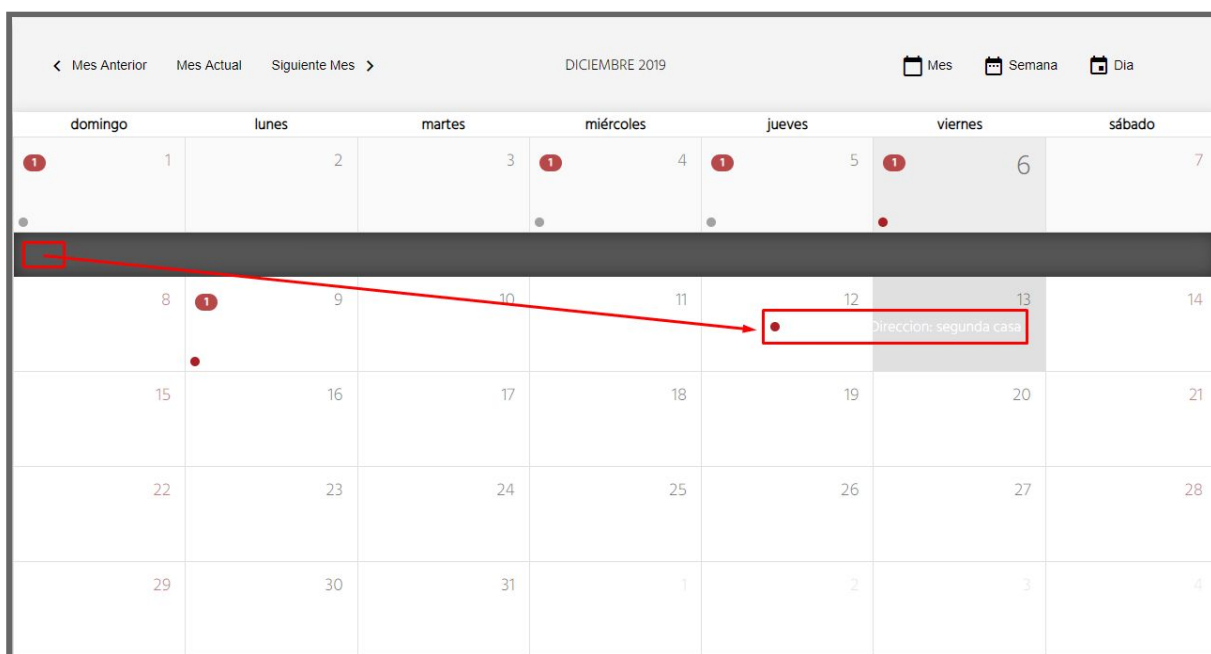 Mes Anterior Mes Actual Siguiente Mes DICIEMBRE 2019 Mes Semana Dia
domingo lunes martes miércoles jueves viernes sábado
1 1 2 3 1 4 1 5 1 6 7
8 1 9 10 11 12 13 14
Direccion: segunda casa
15 16 17 18 19 20 21
22 23 24 25 26 27 28
29 30 31 1 2 3 4